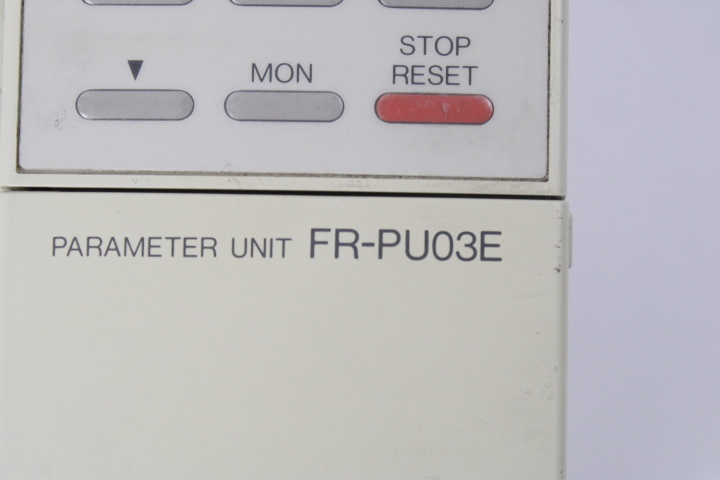 STOP
▼ MON RESET
PARAMETER UNIT FR-PU03E